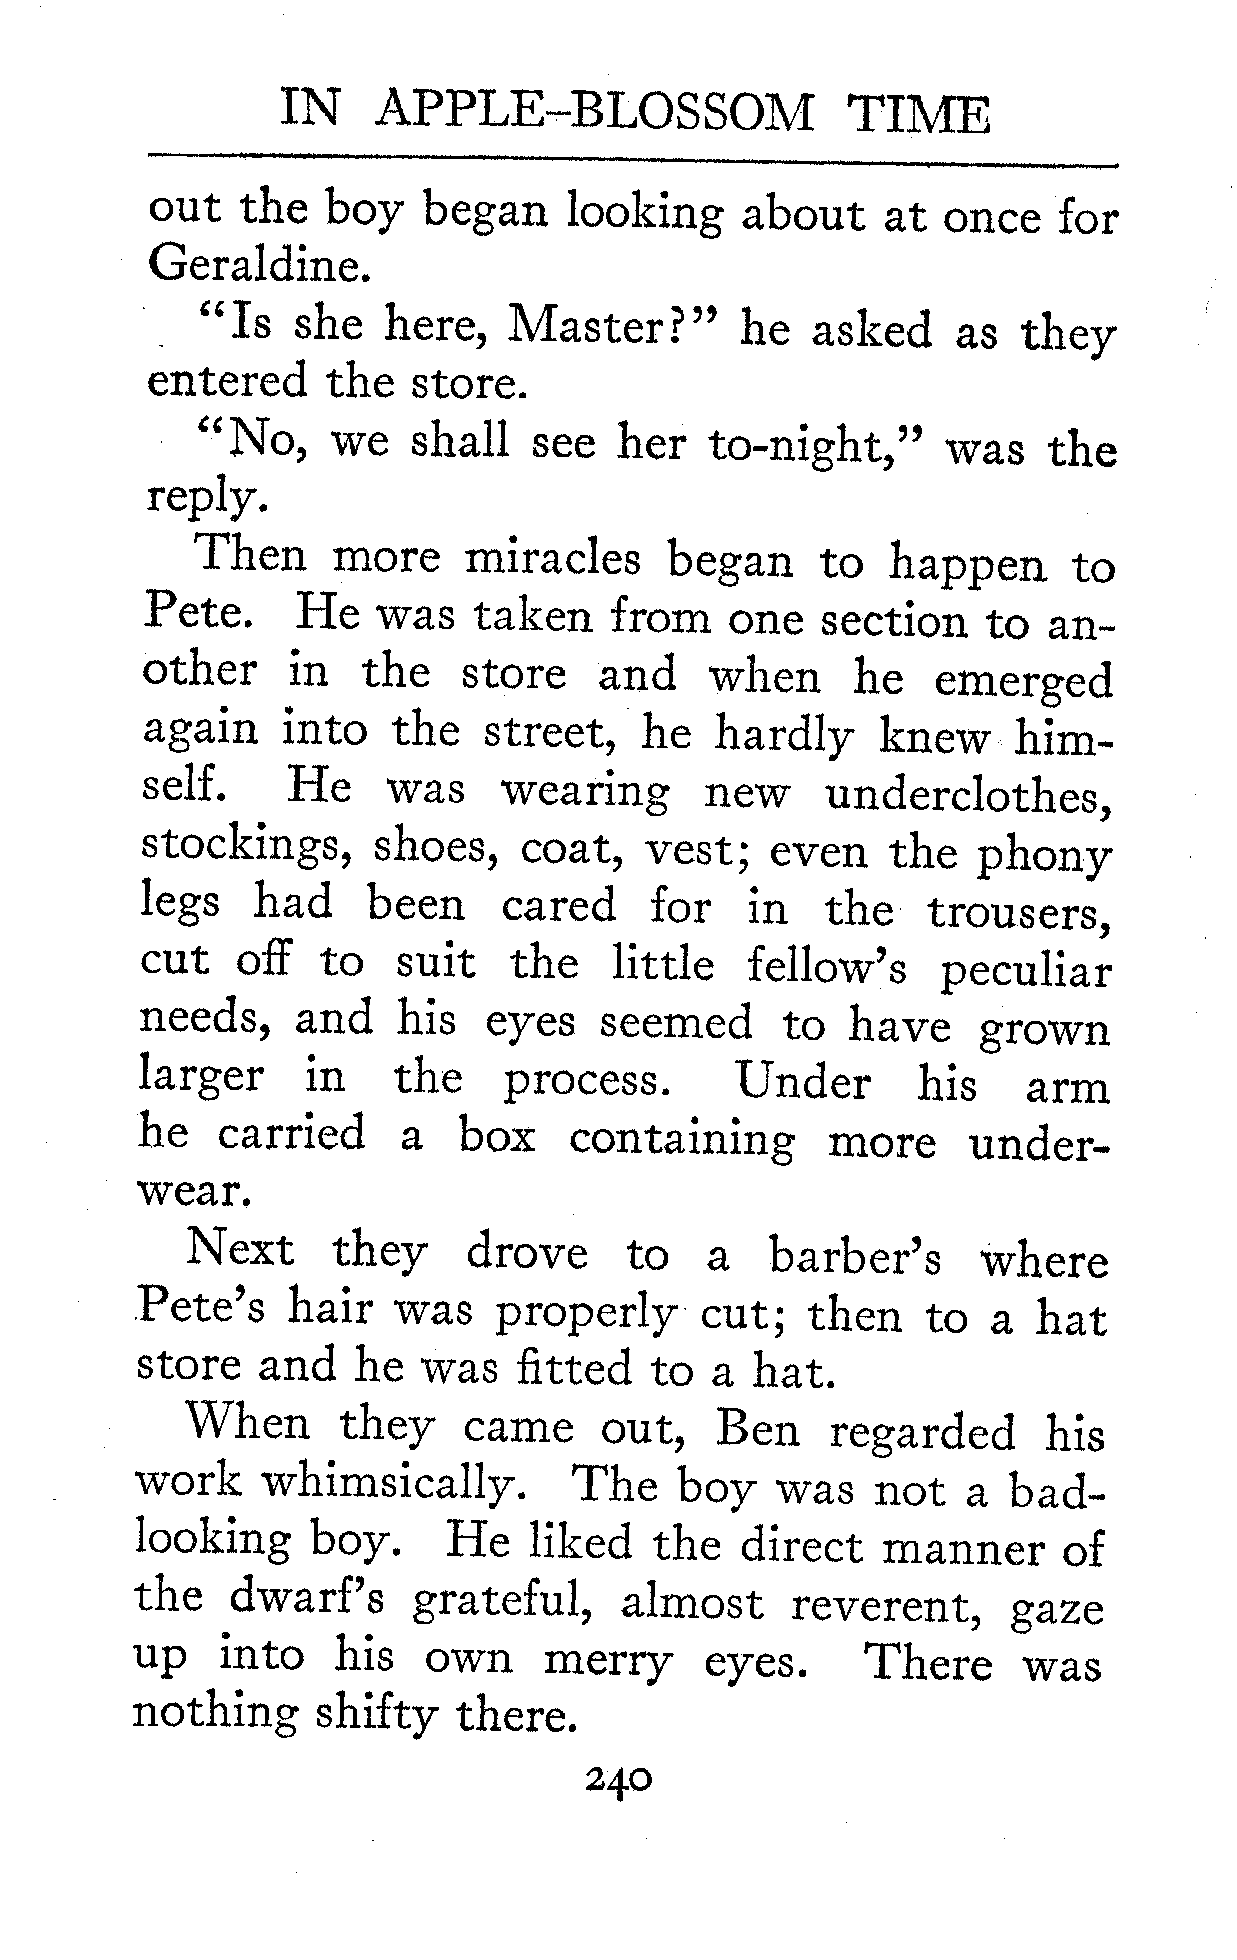 IN APPLE-BLOSSOM TIME
out the boy began looking about at once for
Geraldine.
“Is she here, Master?” he asked as they
entered the store.
“No, we shall see her to-night,” was the
reply.
Then more miracles began to happen to
Pete. He was taken from one section to an-
other in the store and when he emerged
again into the street, he hardly knew him-
self. He was wearing new underclothes,
stockings, shoes, coat, vest; even the phony
legs had been cared for in the trousers,
cut off to suit the little fellow’s peculiar
needs, and his eyes seemed to have grown
larger in the process. Under his arm
he carried a box containing more under-
wear.
Next they drove to a barber’s where
Pete’s hair was properly cut; then to a hat
store and he was fitted to a hat.
When they came out, Ben regarded his
work whimsically. The boy was not a bad-
looking boy. He liked the direct manner of
the dwarf’s grateful, almost reverent, gaze
up into his own merry eyes. There was
nothing shifty there.
240